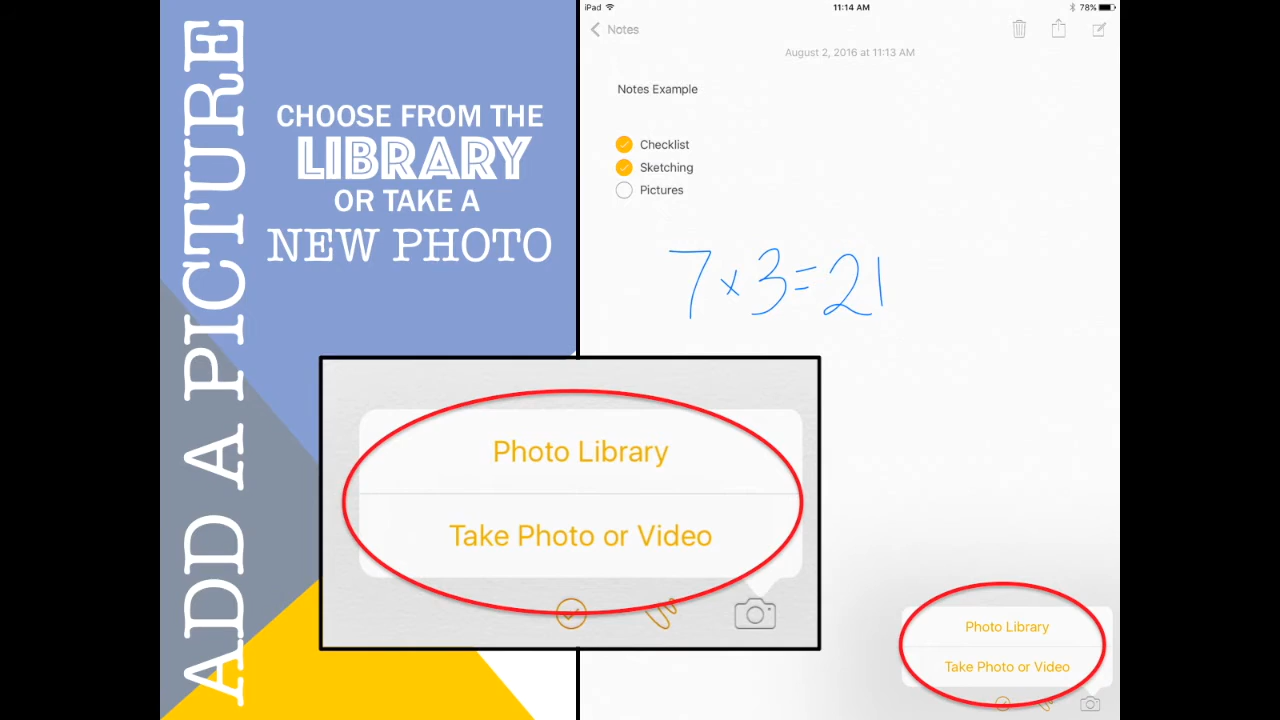 ADD A PICTURE
CHOOSE FROM THE
LIBRARY
OR TAKE A
NEW PHOTO
iPad
11:14 AM
78%
Notes
August 2, 2016 at 11:13 AM
Notes Example
Checklist
Sketching
Pictures
7 x 3 = 21
Photo Library
Take Photo or Video
Photo Library
Take Photo or Video